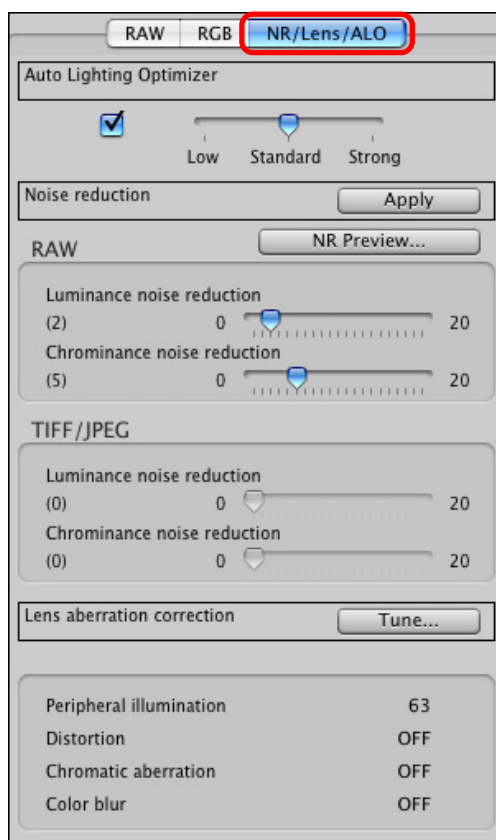 RAW RGB NR/Lens/ALO
Auto Lighting Optimizer
Low Standard Strong
Noise reduction Apply
RAW NR Preview...
Luminance noise reduction
(2) 0 20
Chrominance noise reduction
(5) 0 20
TIFF/JPEG
Luminance noise reduction
(0) 0 20
Chrominance noise reduction
(0) 0 20
Lens aberration correction Tune...
Peripheral illumination 63
Distortion OFF
Chromatic aberration OFF
Color blur OFF